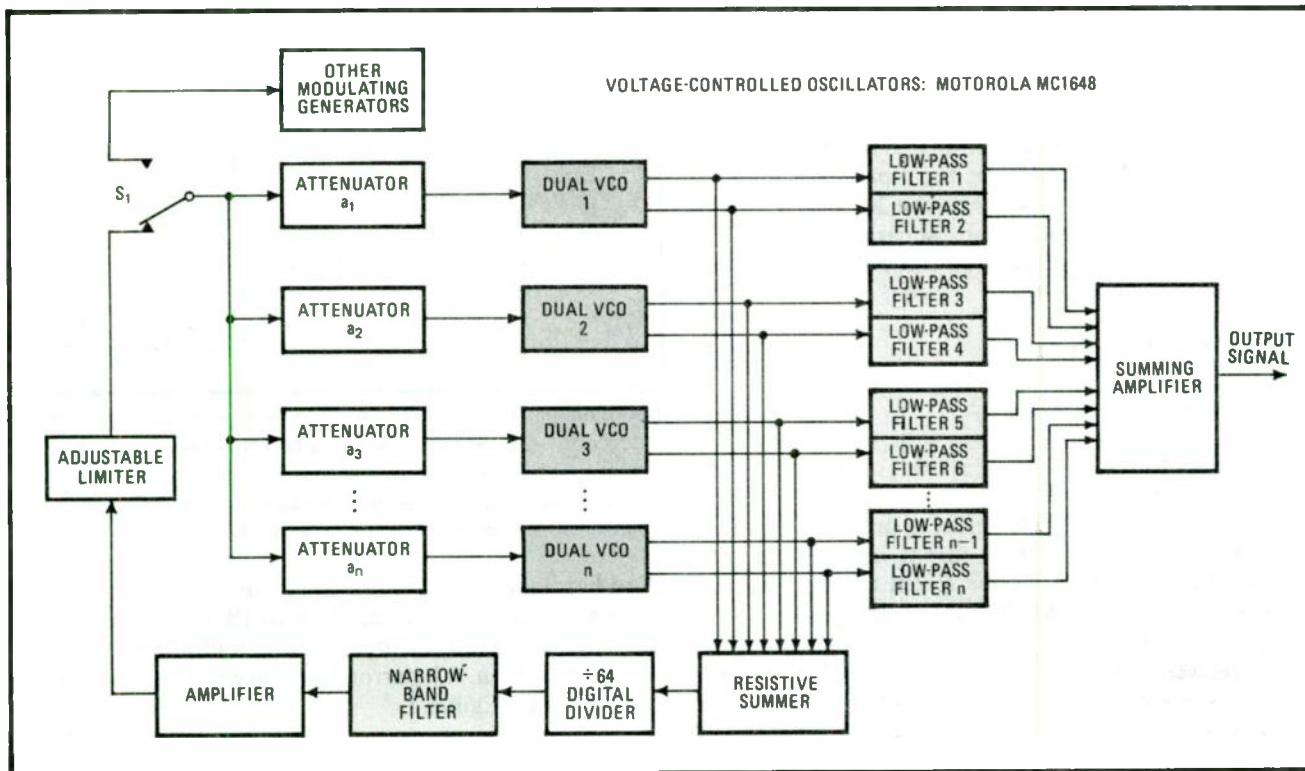 OTHER
MODULATING
GENERATORS
VOLTAGE-CONTROLLED OSCILLATORS: MOTOROLA MC1648
S₁
ATTENUATOR
a₁
DUAL VCO
1
LOW-PASS
FILTER 1
LOW-PASS
FILTER 2
ATTENUATOR
a₂
DUAL VCO
2
LOW-PASS
FILTER 3
LOW-PASS
FILTER 4
SUMMING
AMPLIFIER
OUTPUT
SIGNAL
ATTENUATOR
a₃
DUAL VCO
3
LOW-PASS
FILTER 5
LOW-PASS
FILTER 6
ADJUSTABLE
LIMITER
ATTENUATOR
aₙ
DUAL VCO
n
LOW-PASS
FILTER n–1
LOW-PASS
FILTER n
AMPLIFIER
NARROW-
BAND
FILTER
÷64
DIGITAL
DIVIDER
RESISTIVE
SUMMER